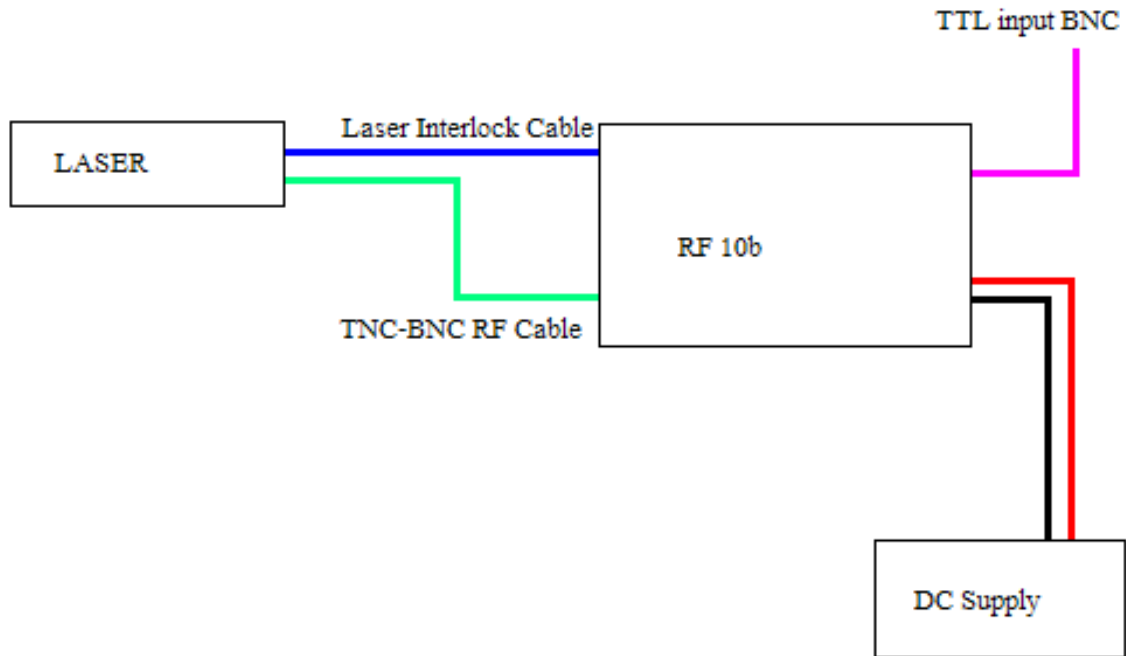 TTL input BNC
Laser Interlock Cable
LASER
RF 10b
TNC-BNC RF Cable
DC Supply